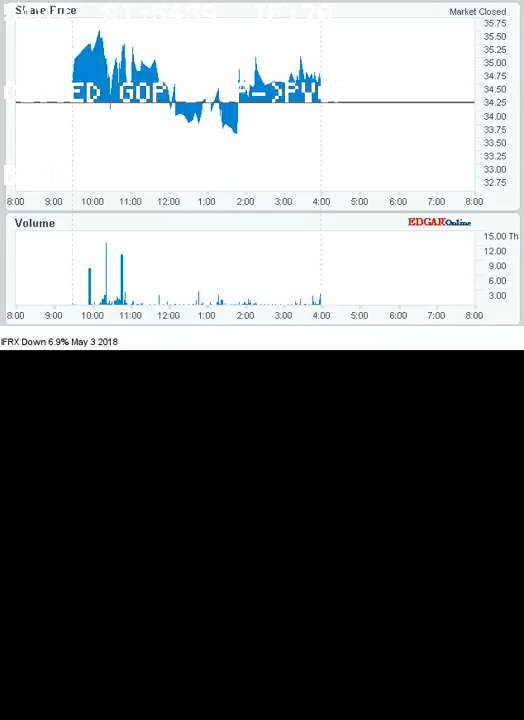 Share Price
Market Closed
35.75
35.50
35.25
35.00
34.75
34.50
34.25
34.00
33.75
33.50
33.25
33.00
32.75
8:00 9:00 10:00 11:00 12:00 1:00 2:00 3:00 4:00 5:00 6:00 7:00 8:00
Volume
EDGAROnline
15.00 Th
12.00
9.00
6.00
3.00
8:00 9:00 10:00 11:00 12:00 1:00 2:00 3:00 4:00 5:00 6:00 7:00 8:00
IFRX Down 6.9% May 3 2018